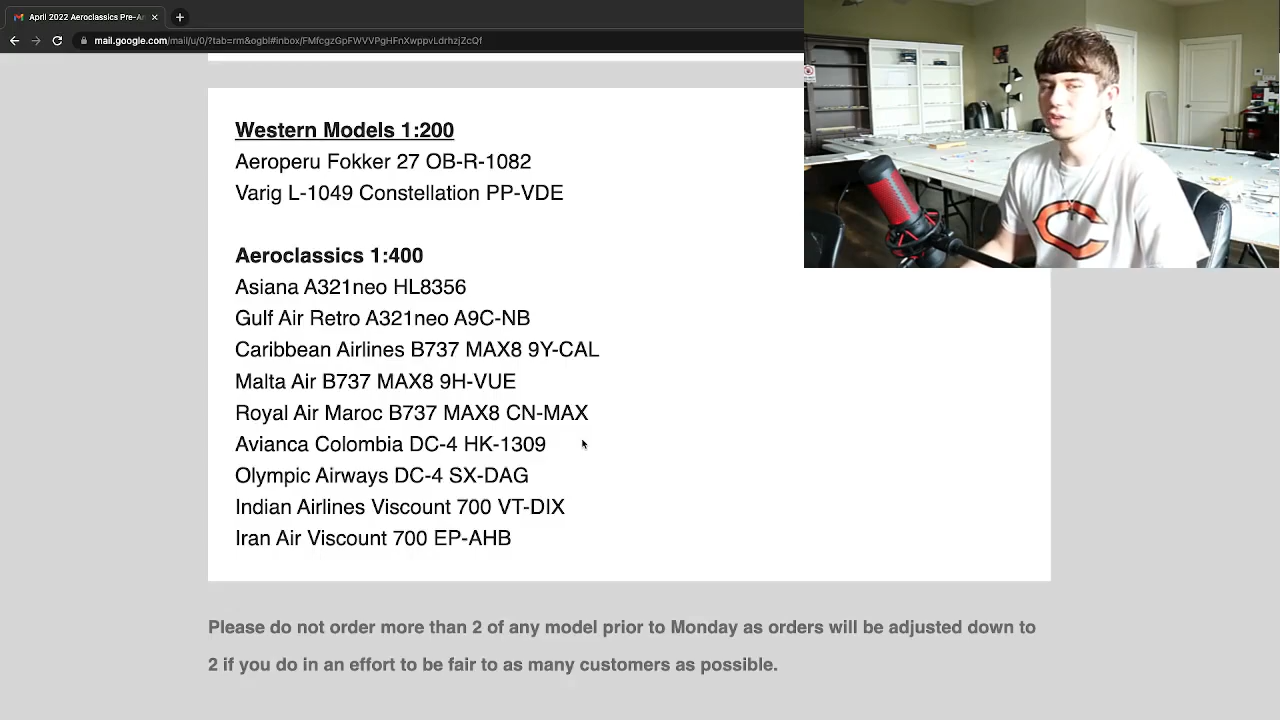 April 2022 Aeroclassics Pre-A
mail.google.com/mail/u/0/?tab=rm&ogbl#inbox/FMfcgzGpFWVVPgHFnXwppvLdrhzjZcQf
Western Models 1:200
Aeroperu Fokker 27 OB-R-1082
Varig L-1049 Constellation PP-VDE
Aeroclassics 1:400
Asiana A321neo HL8356
Gulf Air Retro A321neo A9C-NB
Caribbean Airlines B737 MAX8 9Y-CAL
Malta Air B737 MAX8 9H-VUE
Royal Air Maroc B737 MAX8 CN-MAX
Avianca Colombia DC-4 HK-1309
Olympic Airways DC-4 SX-DAG
Indian Airlines Viscount 700 VT-DIX
Iran Air Viscount 700 EP-AHB
Please do not order more than 2 of any model prior to Monday as orders will be adjusted down to
2 if you do in an effort to be fair to as many customers as possible.